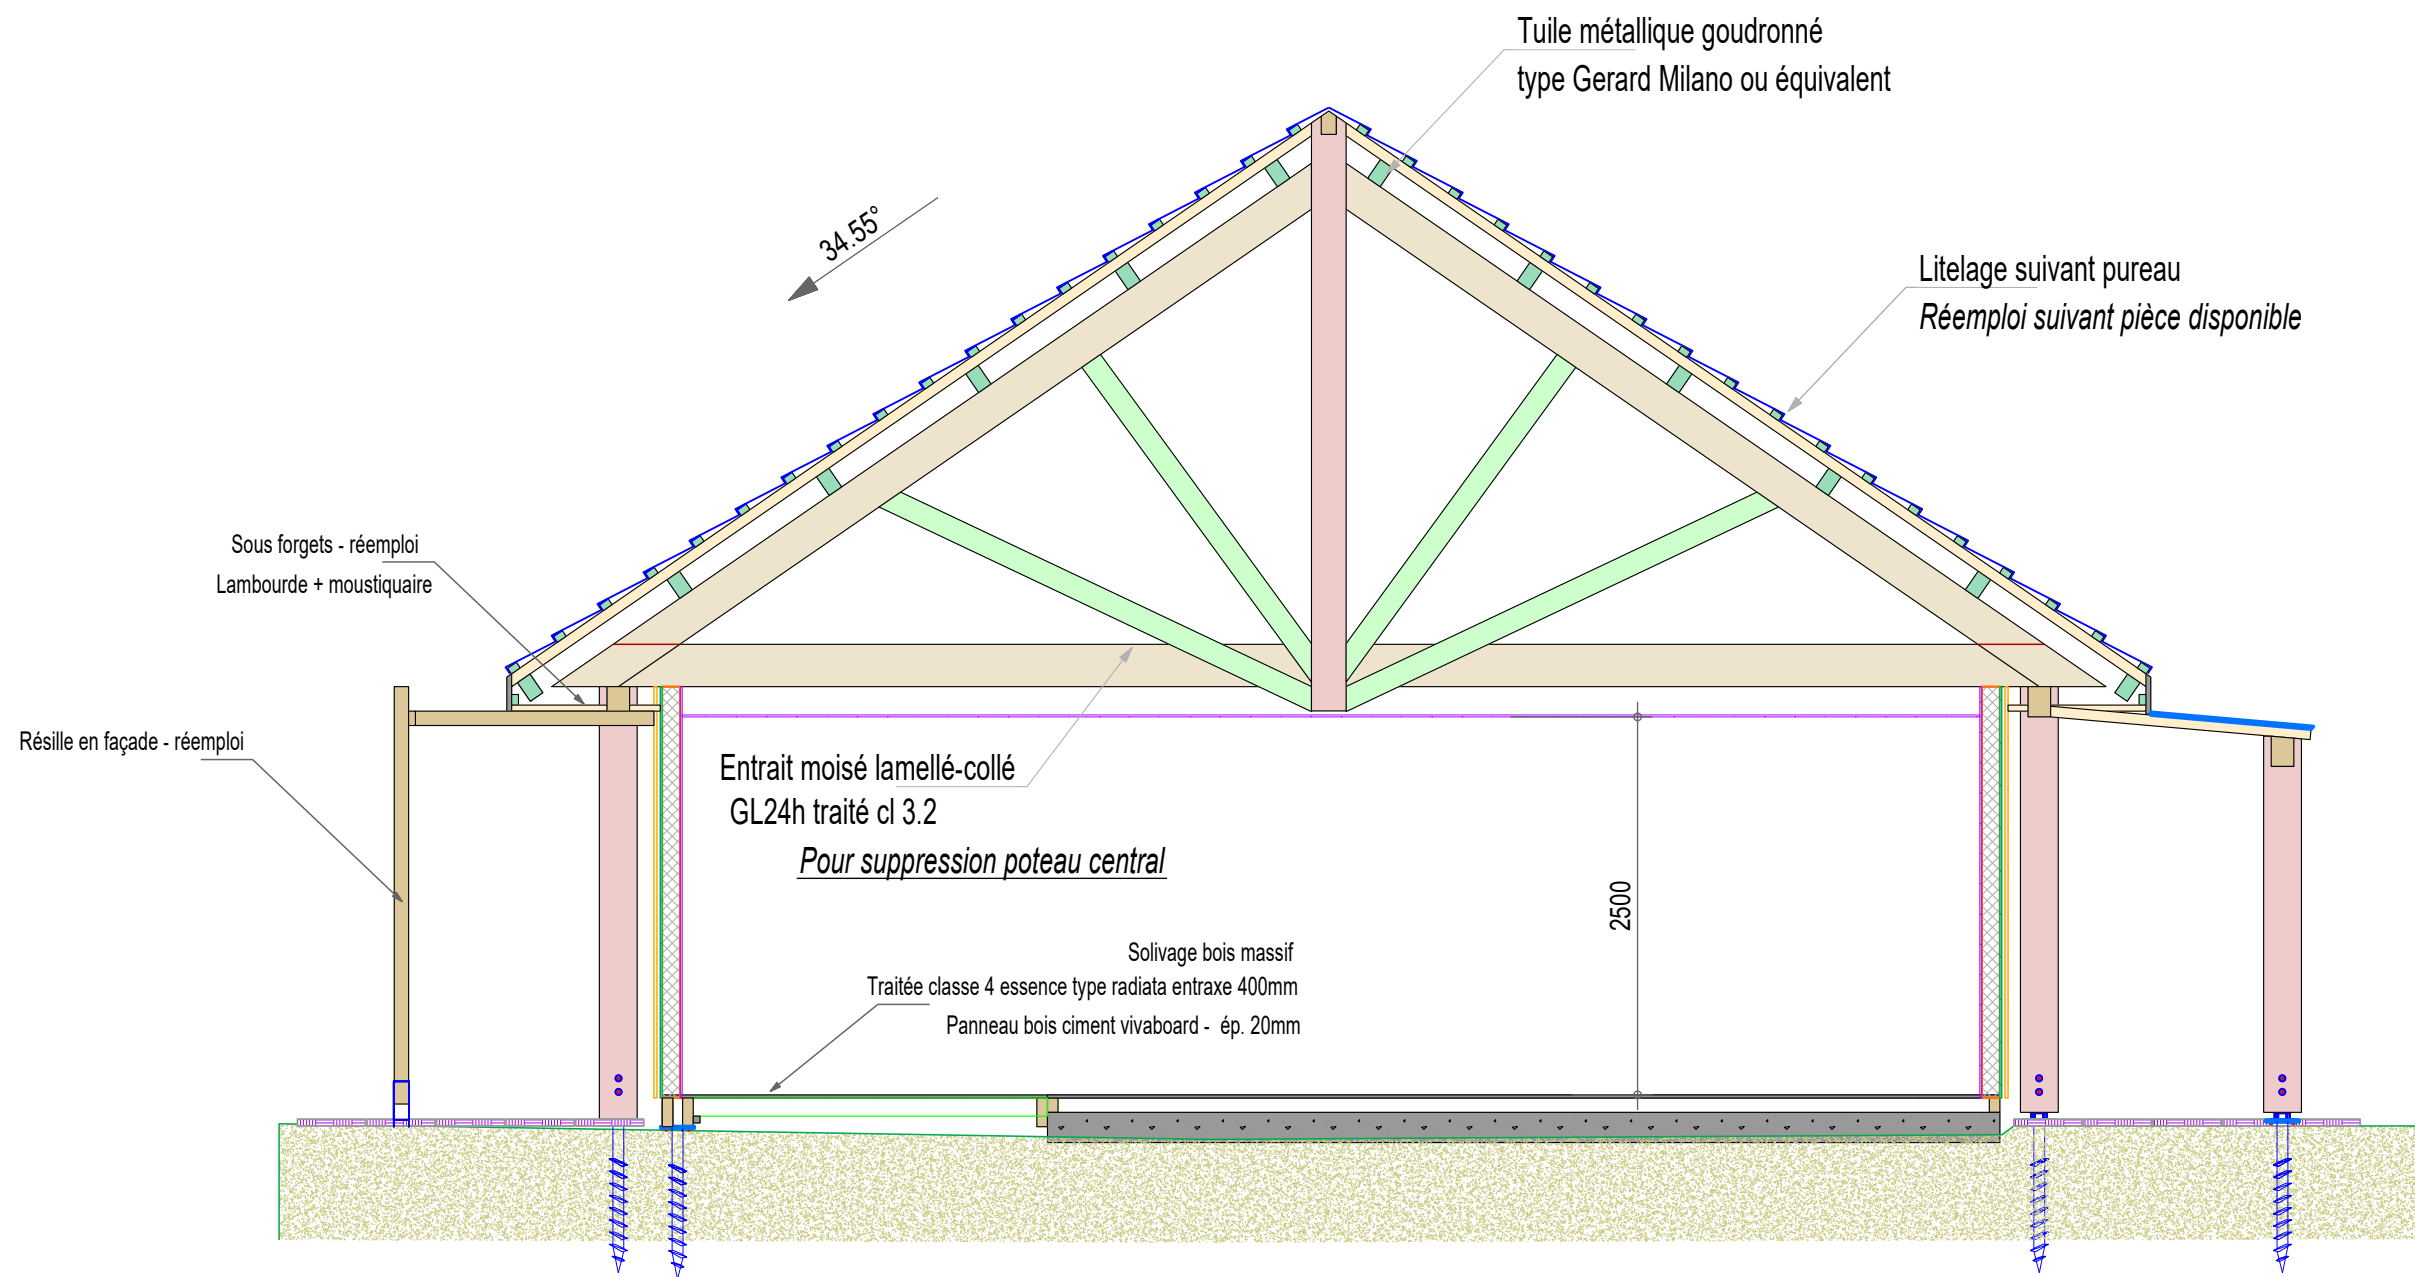 Tuile métallique goudronné
type Gerard Milano ou équivalent
34.55°
Litelage suivant pureau
Réemploi suivant pièce disponible
Sous forgets - réemploi
Lambourde + moustiquaire
Résille en façade - réemploi
Entrait moisé lamellé-collé
GL24h traité cl 3.2
Pour suppression poteau central
2500
Solivage bois massif
Traitée classe 4 essence type radiata entraxe 400mm
Panneau bois ciment vivaboard - ép. 20mm